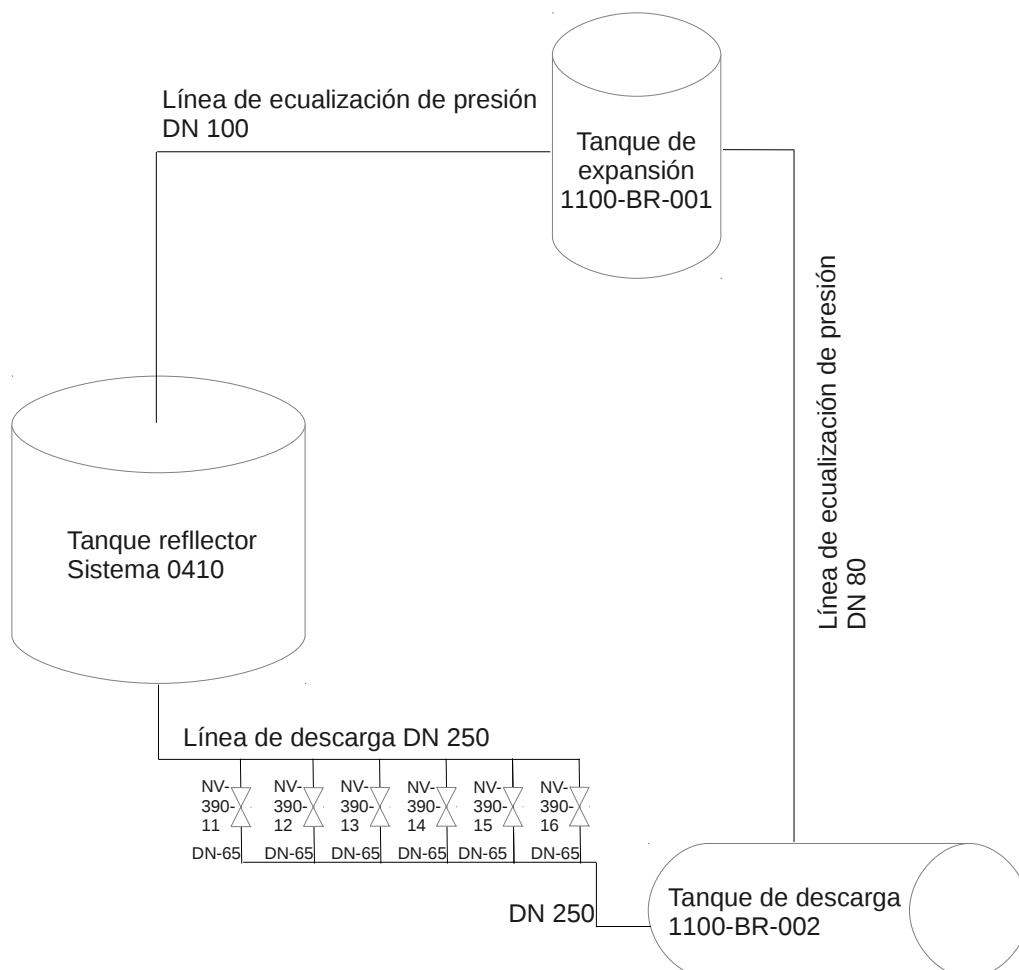 Línea de ecualización de presión
DN 100
Tanque de
expansión
1100-BR-001
Línea de ecualización de presión
DN 80
Tanque refllector
Sistema 0410
Línea de descarga DN 250
NV-
390-
11
NV-
390-
12
NV-
390-
13
NV-
390-
14
NV-
390-
15
NV-
390-
16
DN-65
DN-65
DN-65
DN-65
DN-65
DN-65
DN 250
Tanque de descarga
1100-BR-002